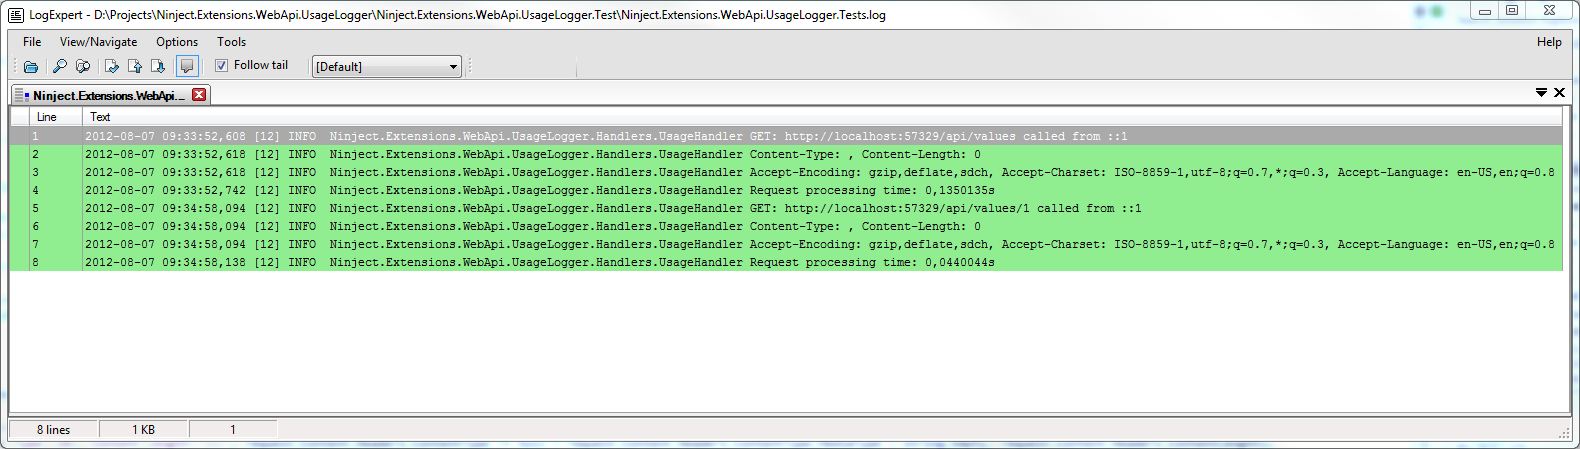 LogExpert - D:\Projects\Ninject.Extensions.WebApi.UsageLogger\Ninject.Extensions.WebApi.UsageLogger.Test\Ninject.Extensions.WebApi.UsageLogger.Tests.log
File View/Navigate Options Tools Help
Follow tail [Default]
Ninject.Extensions.WebApi....
Line Text
1 2012-08-07 09:33:52,608 [12] INFO Ninject.Extensions.WebApi.UsageLogger.Handlers.UsageHandler GET: http://localhost:57329/api/values called from ::1
2 2012-08-07 09:33:52,618 [12] INFO Ninject.Extensions.WebApi.UsageLogger.Handlers.UsageHandler Content-Type: , Content-Length: 0
3 2012-08-07 09:33:52,618 [12] INFO Ninject.Extensions.WebApi.UsageLogger.Handlers.UsageHandler Accept-Encoding: gzip,deflate,sdch, Accept-Charset: ISO-8859-1,utf-8;q=0.7,*;q=0.3, Accept-Language: en-US,en;q=0.8
4 2012-08-07 09:33:52,742 [12] INFO Ninject.Extensions.WebApi.UsageLogger.Handlers.UsageHandler Request processing time: 0,1350135s
5 2012-08-07 09:34:58,094 [12] INFO Ninject.Extensions.WebApi.UsageLogger.Handlers.UsageHandler GET: http://localhost:57329/api/values/1 called from ::1
6 2012-08-07 09:34:58,094 [12] INFO Ninject.Extensions.WebApi.UsageLogger.Handlers.UsageHandler Content-Type: , Content-Length: 0
7 2012-08-07 09:34:58,094 [12] INFO Ninject.Extensions.WebApi.UsageLogger.Handlers.UsageHandler Accept-Encoding: gzip,deflate,sdch, Accept-Charset: ISO-8859-1,utf-8;q=0.7,*;q=0.3, Accept-Language: en-US,en;q=0.8
8 2012-08-07 09:34:58,138 [12] INFO Ninject.Extensions.WebApi.UsageLogger.Handlers.UsageHandler Request processing time: 0,0440044s
8 lines 1 KB 1